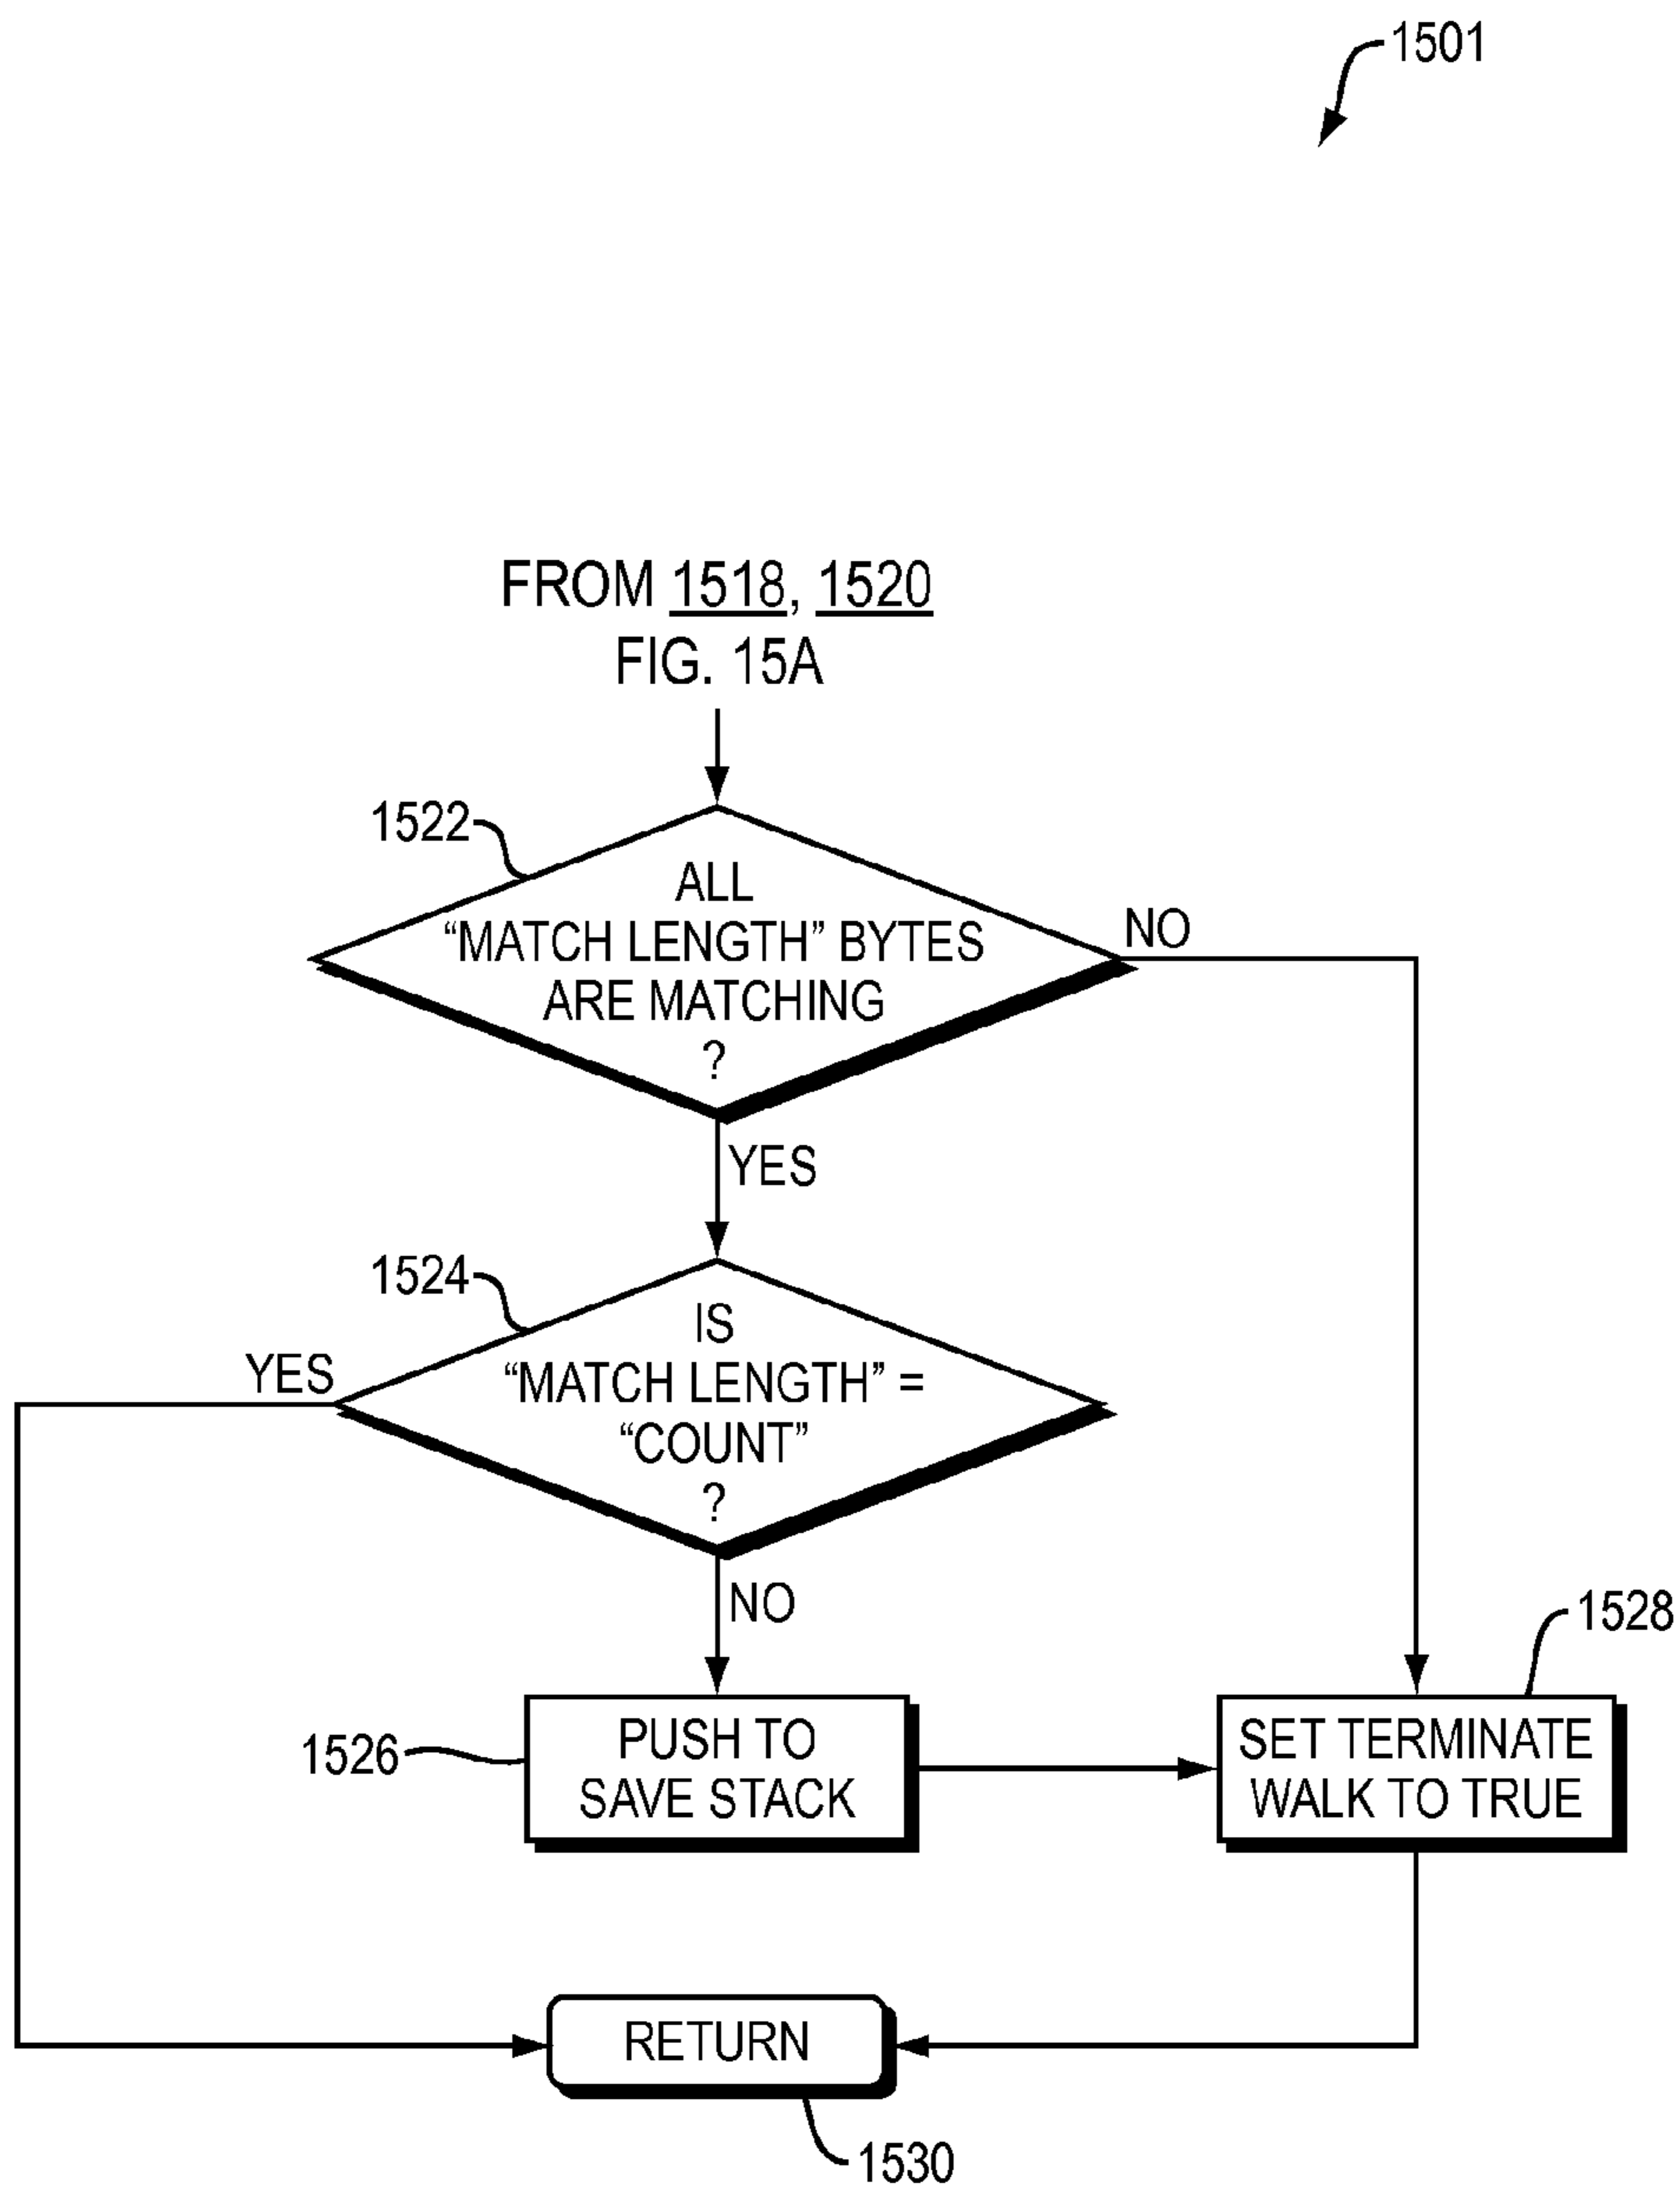 1501
FROM 1518, 1520
FIG. 15A
1522
ALL
“MATCH LENGTH” BYTES
ARE MATCHING
?
NO
YES
1524
IS
“MATCH LENGTH” =
“COUNT”
?
YES
NO
1528
1526
PUSH TO
SAVE STACK
SET TERMINATE
WALK TO TRUE
RETURN
1530